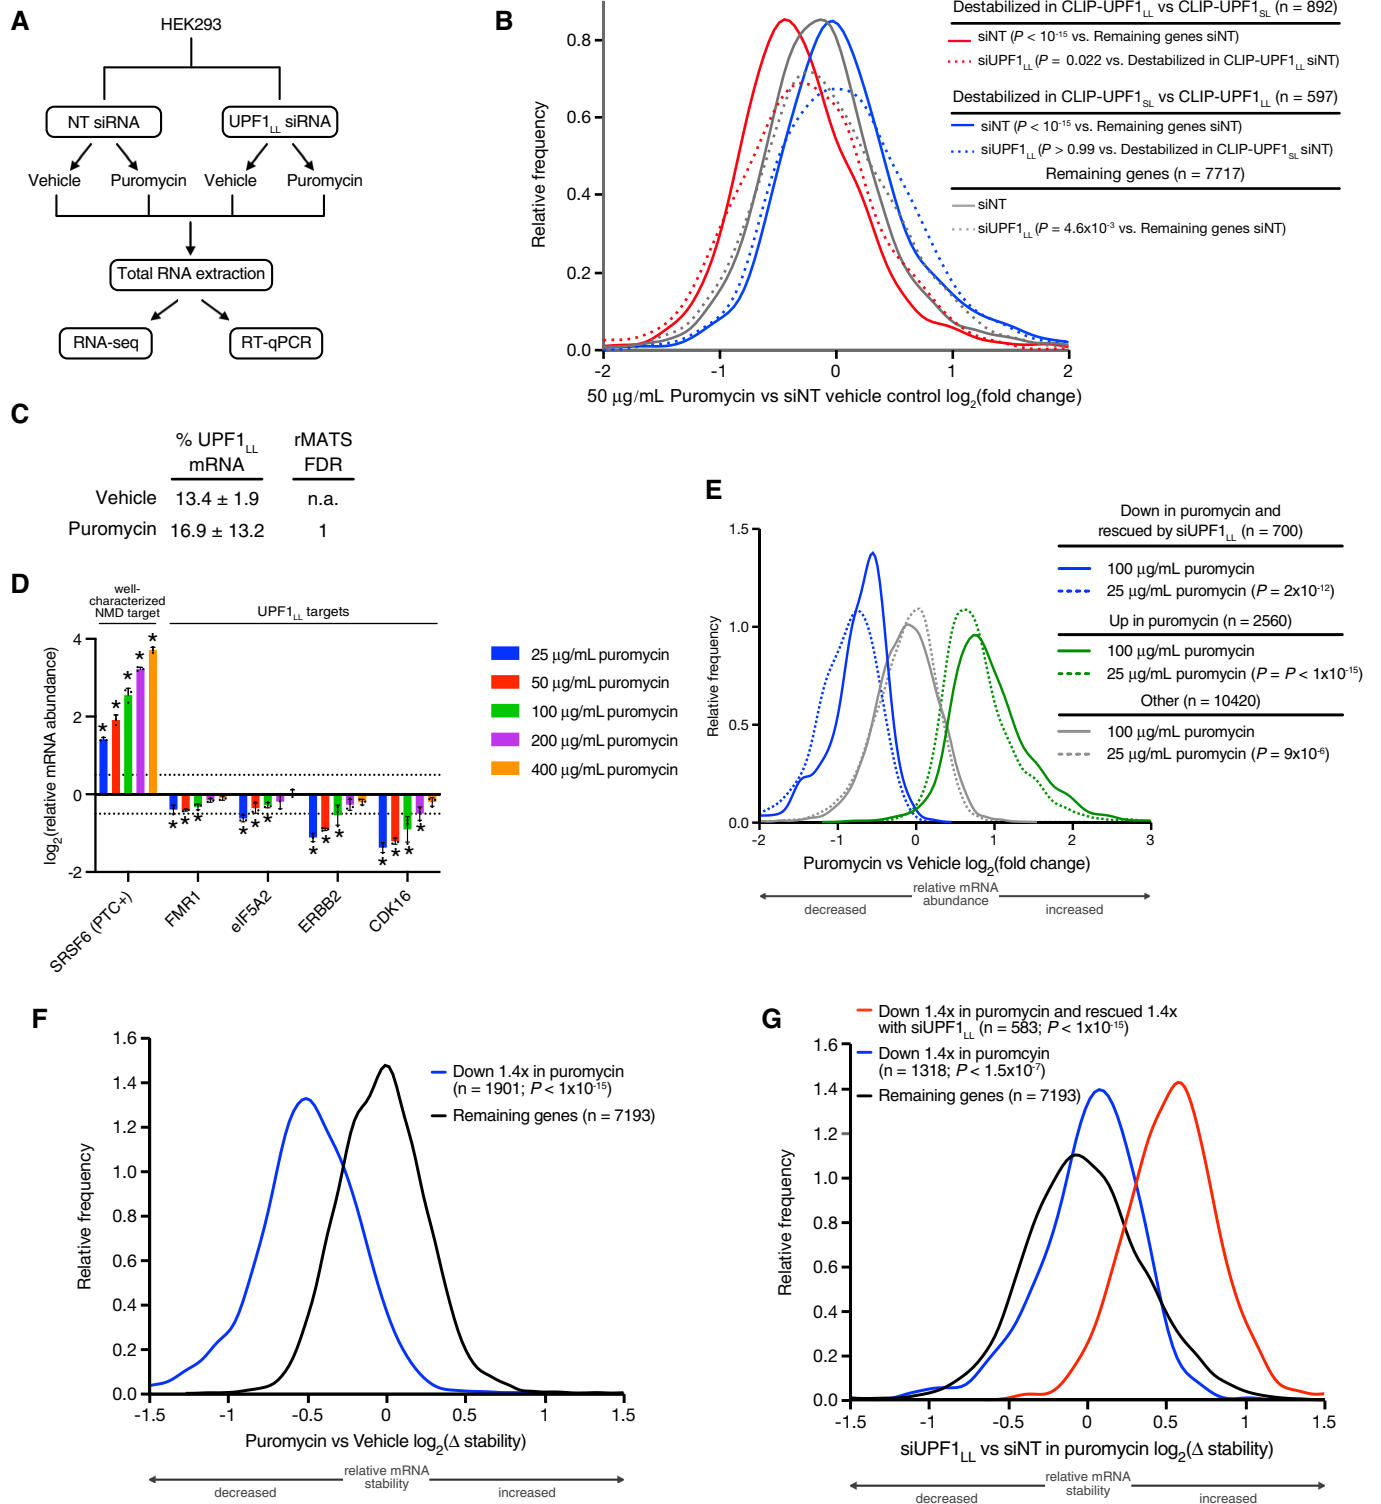 A
HEK293
NT siRNA
UPF1LL siRNA
Vehicle
Puromycin
Vehicle
Puromycin
Total RNA extraction
RNA-seq
RT-qPCR
B
Relative frequency
0.8
0.6
0.4
0.2
0.0
-2
-1
0
1
2
50 µg/mL Puromycin vs siNT vehicle control log2(fold change)
Destabilized in CLIP-UPF1LL vs CLIP-UPF1SL (n = 892)
siNT (P < 10-15 vs. Remaining genes siNT)
siUPF1LL (P = 0.022 vs. Destabilized in CLIP-UPF1LL siNT)
Destabilized in CLIP-UPF1SL vs CLIP-UPF1LL (n = 597)
siNT (P < 10-15 vs. Remaining genes siNT)
siUPF1LL (P > 0.99 vs. Destabilized in CLIP-UPF1SL siNT)
Remaining genes (n = 7717)
siNT
siUPF1LL (P = 4.6x10-3 vs. Remaining genes siNT)
C
% UPF1LL
mRNA
rMATS
FDR
Vehicle 13.4 ± 1.9 n.a.
Puromycin 16.9 ± 13.2 1
D
well-
characterized
NMD target
UPF1LL targets
log2(relative mRNA abundance)
4
2
0
-2
* * * * *
* * *
* * *
* * *
* * * *
SRSF6 (PTC+)
FMR1
eIF5A2
ERBB2
CDK16
25 µg/mL puromycin
50 µg/mL puromycin
100 µg/mL puromycin
200 µg/mL puromycin
400 µg/mL puromycin
E
Relative frequency
1.5
1.0
0.5
0.0
-2
-1
0
1
2
3
Puromycin vs Vehicle log2(fold change)
relative mRNA
abundance
decreased
increased
Down in puromycin and
rescued by siUPF1LL (n = 700)
100 µg/mL puromycin
25 µg/mL puromycin (P = 2x10-12)
Up in puromycin (n = 2560)
100 µg/mL puromycin
25 µg/mL puromycin (P = P < 1x10-15)
Other (n = 10420)
100 µg/mL puromycin
25 µg/mL puromycin (P = 9x10-6)
F
Relative frequency
1.6
1.4
1.2
1.0
0.8
0.6
0.4
0.2
0.0
-1.5
-1
-0.5
0
0.5
1
1.5
Down 1.4x in puromycin
(n = 1901; P < 1x10-15)
Remaining genes (n = 7193)
Puromycin vs Vehicle log2(Δ stability)
relative mRNA
stability
decreased
increased
G
Down 1.4x in puromycin and rescued 1.4x
with siUPF1LL (n = 583; P < 1x10-15)
Down 1.4x in puromcyin
(n = 1318; P < 1.5x10-7)
Remaining genes (n = 7193)
Relative frequency
1.6
1.4
1.2
1.0
0.8
0.6
0.4
0.2
0.0
-1.5
-1
-0.5
0
0.5
1
1.5
siUPF1LL vs siNT in puromycin log2(Δ stability)
relative mRNA
stability
decreased
increased